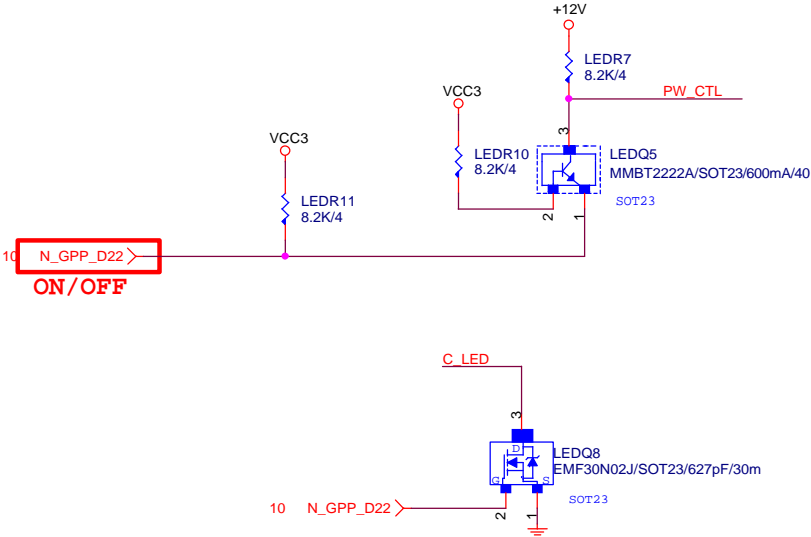 +12V
LEDR7
8.2K/4
PW_CTL
VCC3
LEDR10
8.2K/4
3
LEDQ5
MMBT2222A/SOT23/600mA/40
SOT23
2
1
VCC3
LEDR11
8.2K/4
10 N_GPP_D22
ON/OFF
C_LED
3
D
G
S
LEDQ8
EMF30N02J/SOT23/627pF/30m
SOT23
10 N_GPP_D22
2
1